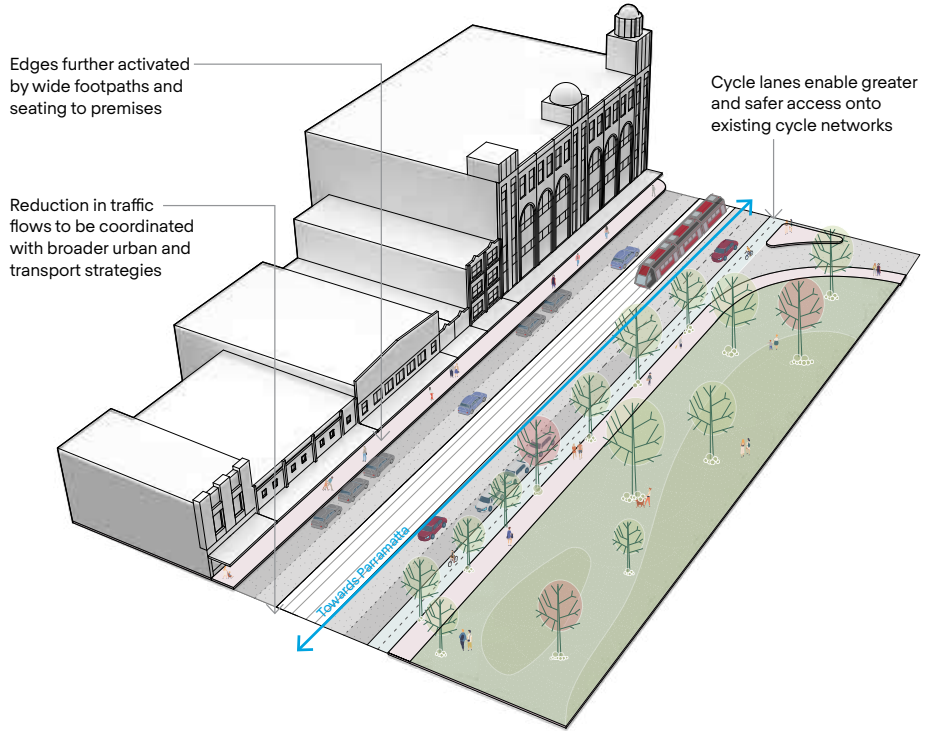 Edges further activated
by wide footpaths and
seating to premises
Cycle lanes enable greater
and safer access onto
existing cycle networks
Reduction in traffic
flows to be coordinated
with broader urban and
transport strategies
Towards Parramatta